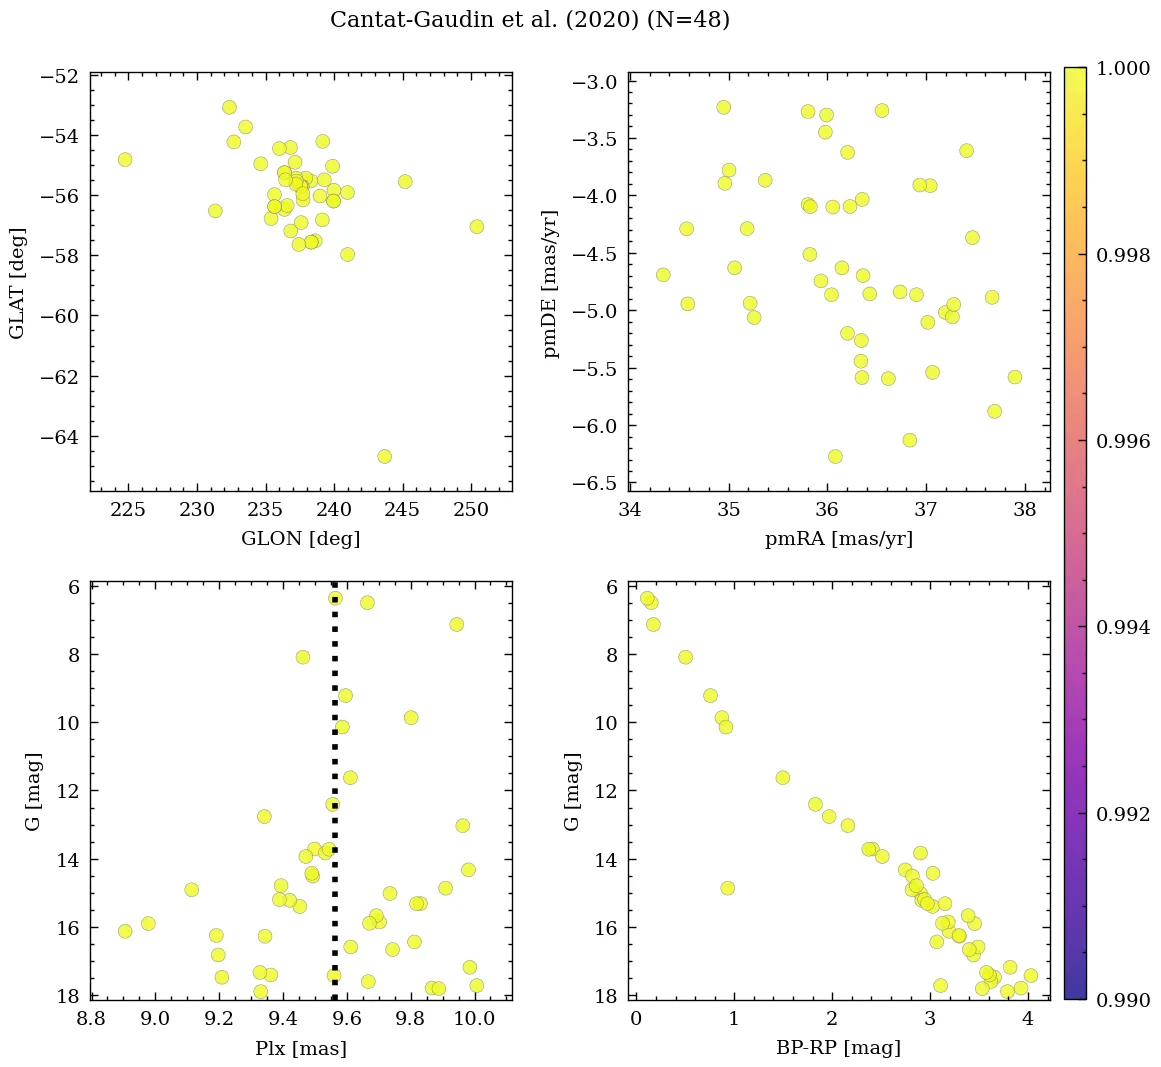 Cantat-Gaudin et al. (2020) (N=48)
−52
−54
−56
−58
−60
−62
−64
GLAT [deg]
225 230 235 240 245 250
GLON [deg]
−3.0
−3.5
−4.0
−4.5
−5.0
−5.5
−6.0
−6.5
pmDE [mas/yr]
34 35 36 37 38
pmRA [mas/yr]
6
8
10
12
14
16
18
G [mag]
8.8 9.0 9.2 9.4 9.6 9.8 10.0
Plx [mas]
6
8
10
12
14
16
18
G [mag]
0 1 2 3 4
BP-RP [mag]
1.000
0.998
0.996
0.994
0.992
0.990